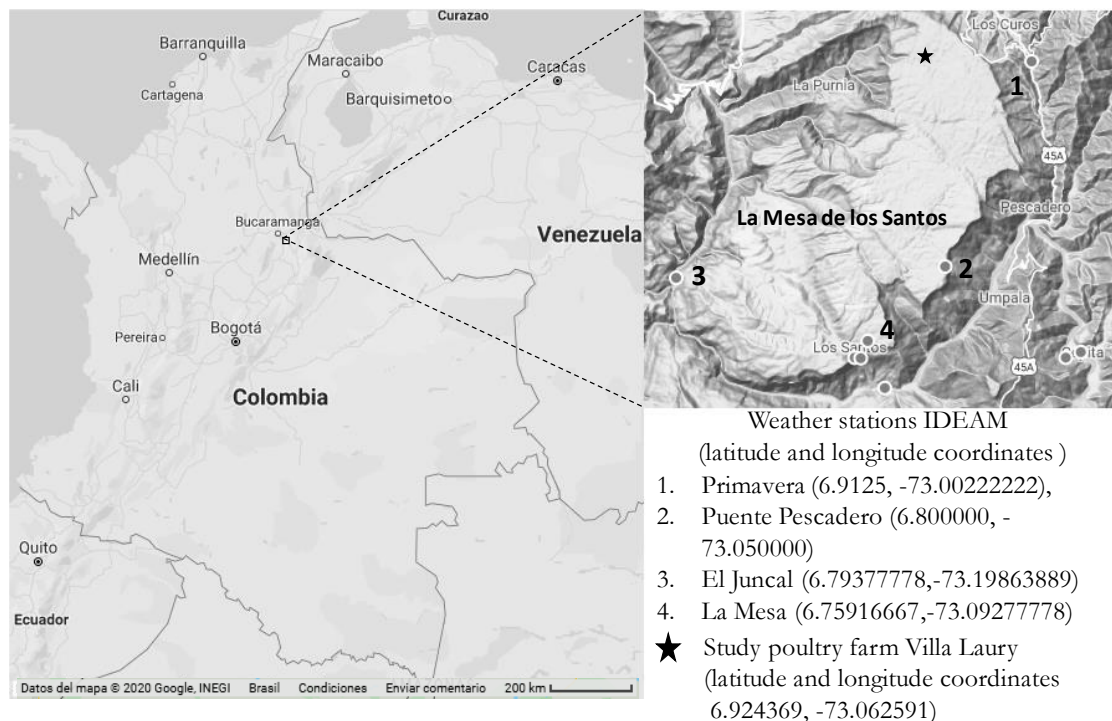 Curazao
Barranquilla
Maracaibo
Caracas
Cartagena
Barquisimeto
Bucaramanga
Venezuela
Medellín
Pereira
Bogotá
Cali
Colombia
Quito
Ecuador
Datos del mapa © 2020 Google, INEGI Brasil Condiciones Enviar comentario 200 km
Los Curos
1
La Purnia
45A
La Mesa de los Santos
Pescadero
3
2
Umpala
4
Los Santos
45A
Weather stations IDEAM
(latitude and longitude coordinates )
1. Primavera (6.9125, -73.00222222),
2. Puente Pescadero (6.800000, -
73.050000)
3. El Juncal (6.79377778,-73.19863889)
4. La Mesa (6.75916667,-73.09277778)
Study poultry farm Villa Laury
(latitude and longitude coordinates
6.924369, -73.062591)